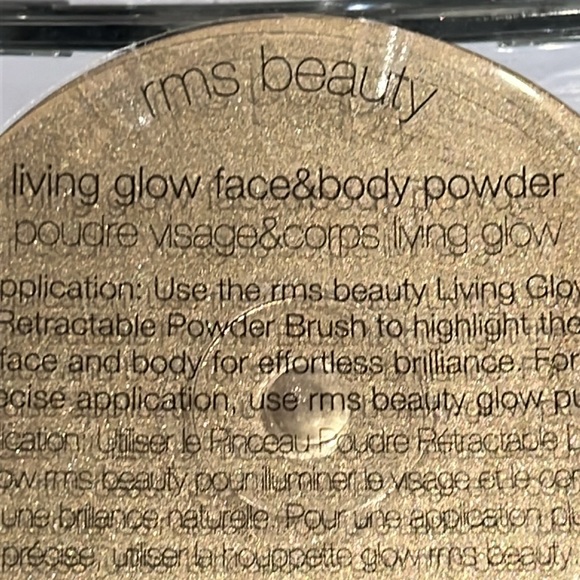 rms beauty
living glow face&body powder
poudre visage&corps living glow
pplication: Use the rms beauty Living Glo
Retractable Powder Brush to highlight the
face and body for effortless brilliance. For
cise application, use rms beauty glow pu
ication: Utiliser le Pinceau Poudre Rétractable L
ow rms beauty pour illuminer le visage et le cor
une brillance naturelle. Pour une application pl
précise, utiliser la houppette glow rms beauty